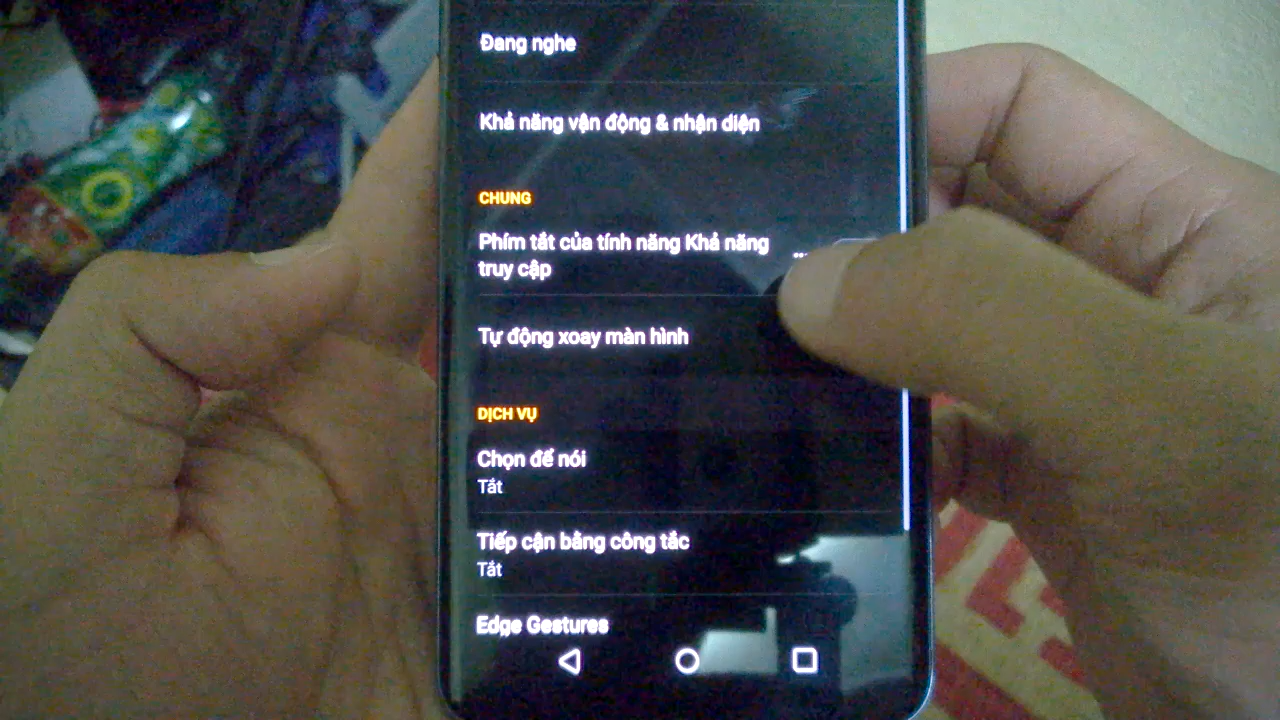 Đang nghe
Khả năng vận động & nhận diện
CHUNG
Phím tắt của tính năng Khả năng
truy cập
...
Tự động xoay màn hình
DỊCH VỤ
Chọn để nói
Tắt
Tiếp cận bằng công tắc
Tắt
Edge Gestures